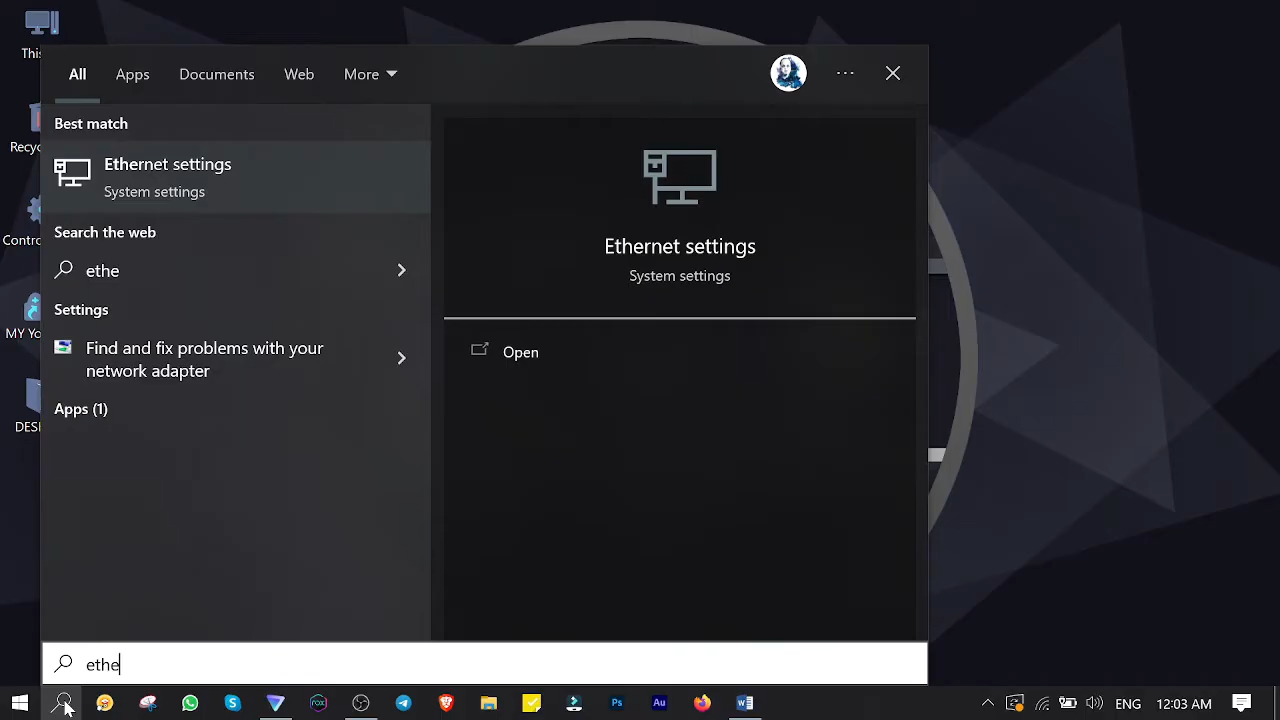 This
All
Apps
Documents
Web
More
Best match
Ethernet settings
System settings
Recyc
Search the web
ethe
Contro
Ethernet settings
System settings
Settings
MY Yo
Find and fix problems with your
network adapter
Open
Apps (1)
DESI
ethe
Ps
Au
ENG
12:03 AM